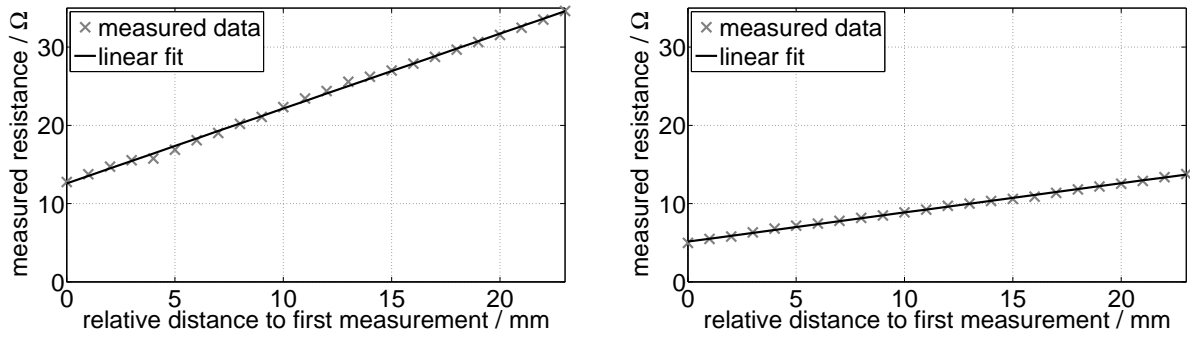 measured resistance / Ω
30
20
10
0
× measured data
linear fit
0 5 10 15 20
relative distance to first measurement / mm
measured resistance / Ω
30
20
10
0
× measured data
linear fit
0 5 10 15 20
relative distance to first measurement / mm